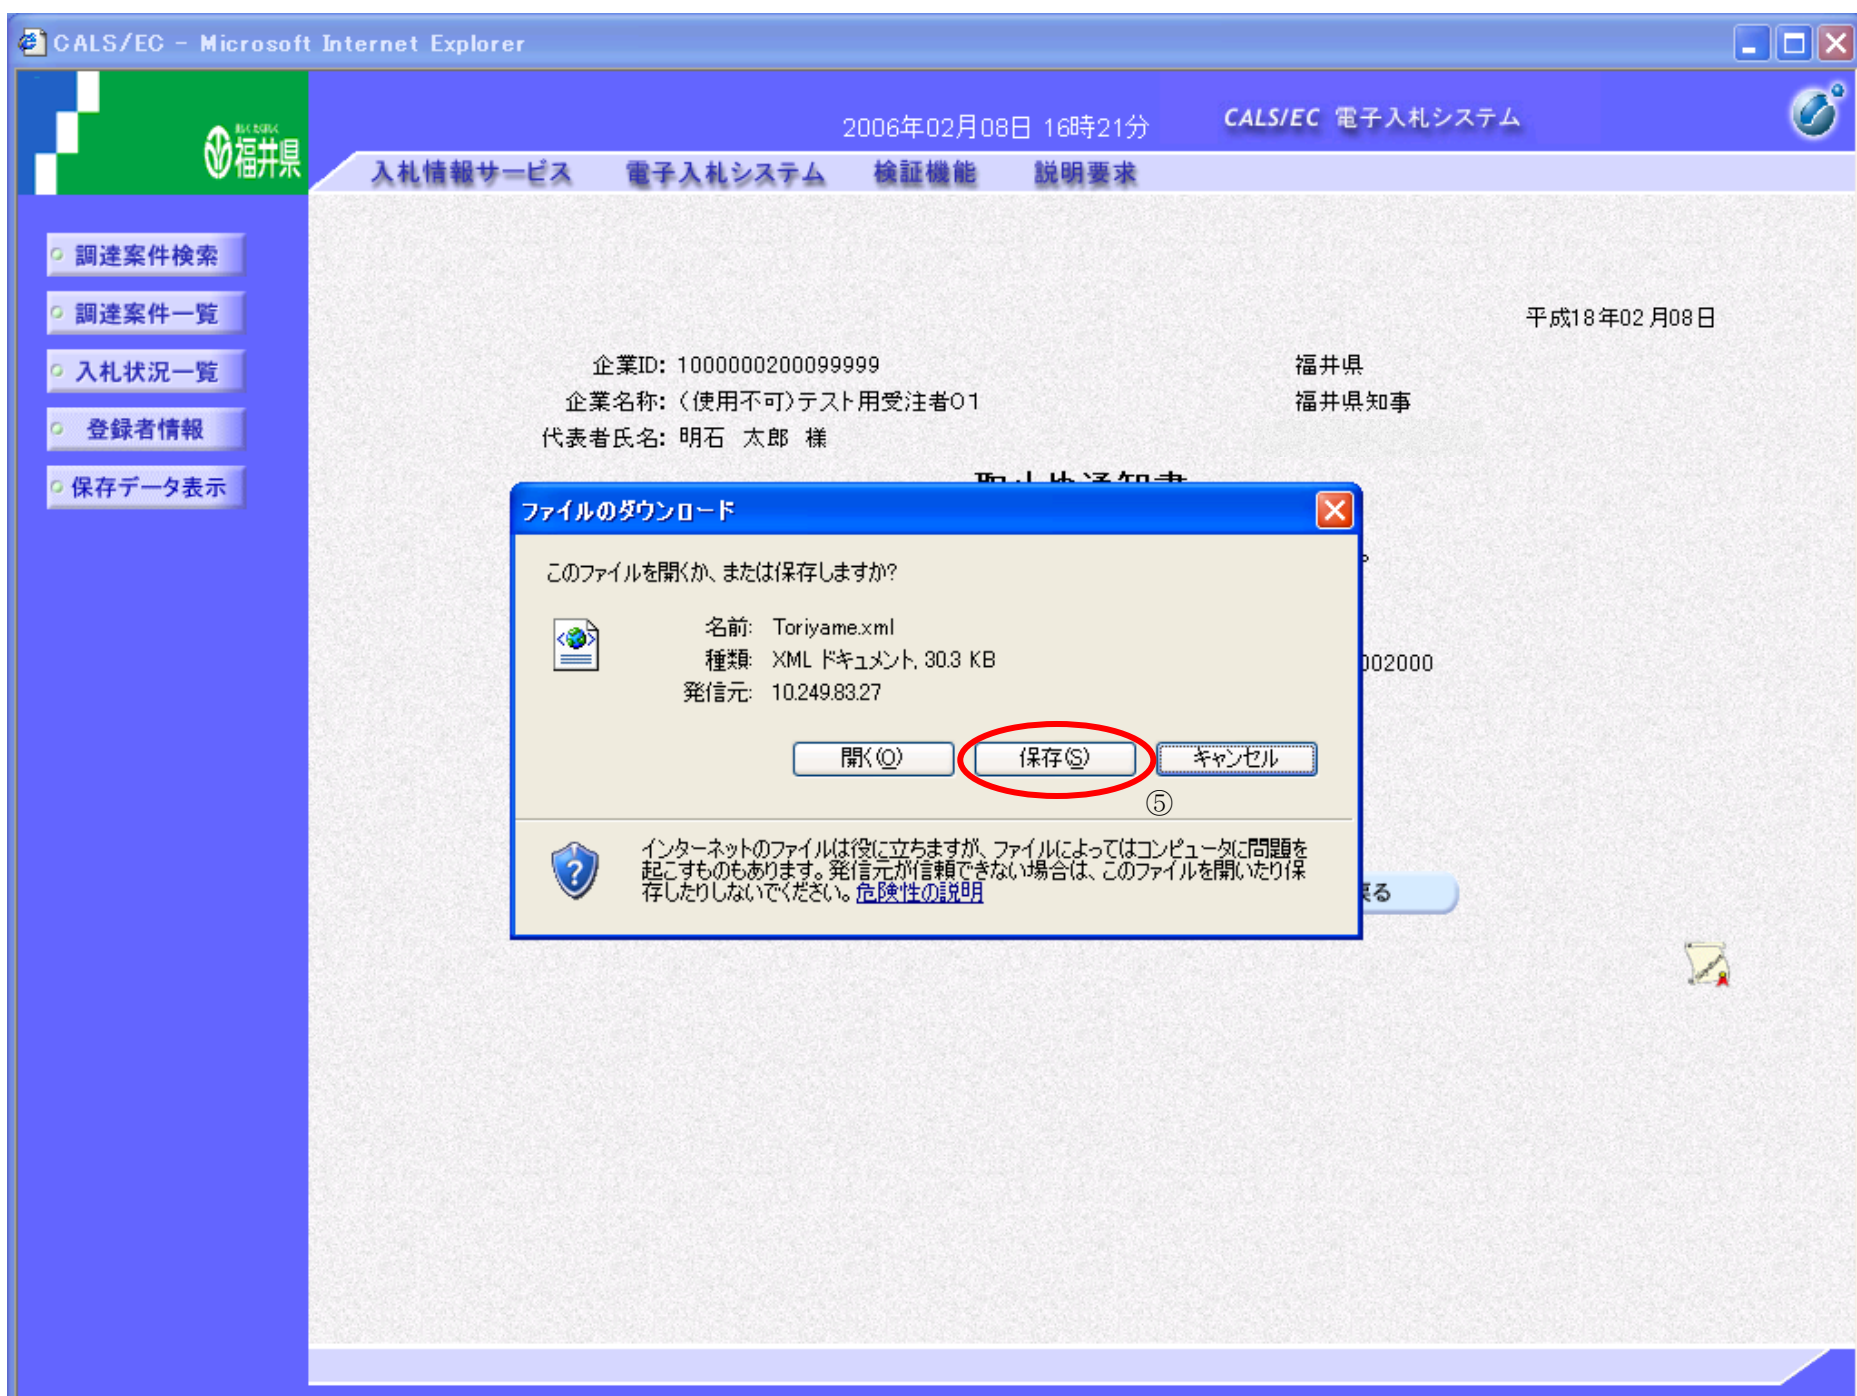 CALS/EC - Microsoft Internet Explorer
福井県
2006年02月08日 16時21分
CALS/EC 電子入札システム
入札情報サービス 電子入札システム 検証機能 説明要求
調達案件検索
調達案件一覧
入札状況一覧
登録者情報
保存データ表示
平成18年02月08日
企業ID: 1000000200099999
福井県
企業名称: (使用不可)テスト用受注者01
福井県知事
代表者氏名: 明石 太郎 様
取止め通知書
ファイルのダウンロード
このファイルを開くか、または保存しますか?
名前: Toriyame.xml
種類: XML ドキュメント, 30.3 KB
発信元: 10.249.83.27
002000
開く(O) 保存(S) キャンセル
⑤
インターネットのファイルは役に立ちますが、ファイルによってはコンピュータに問題を
起こすものもあります。発信元が信頼できない場合は、このファイルを開いたり保
存したりしないでください。危険性の説明
戻る